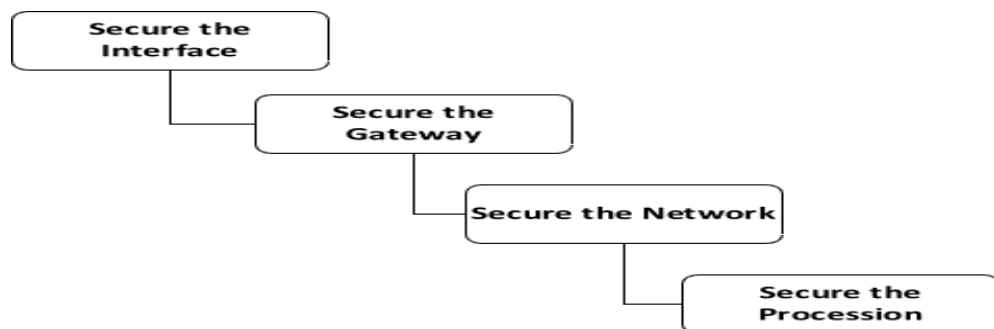 Secure the
Interface
Secure the
Gateway
Secure the Network
Secure the
Procession